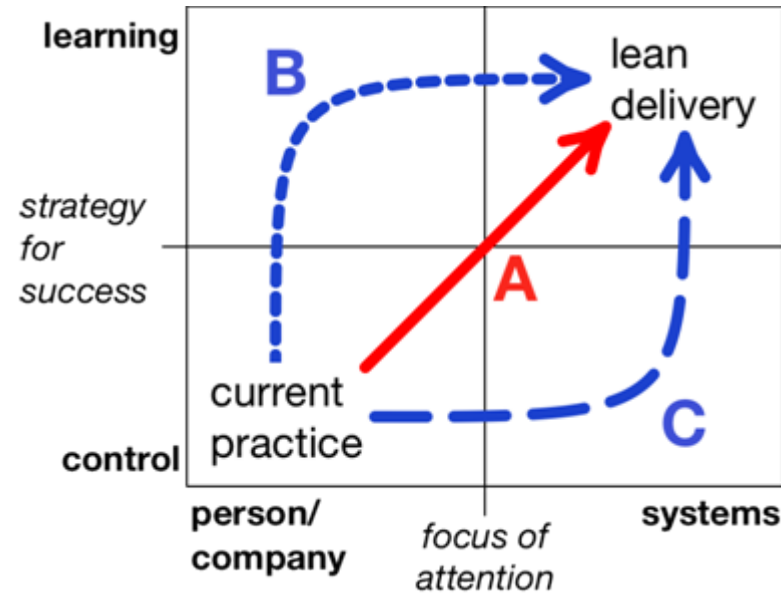 learning
B
lean
delivery
strategy
for
success
A
current
practice
C
control
person/
company
systems
focus of
attention